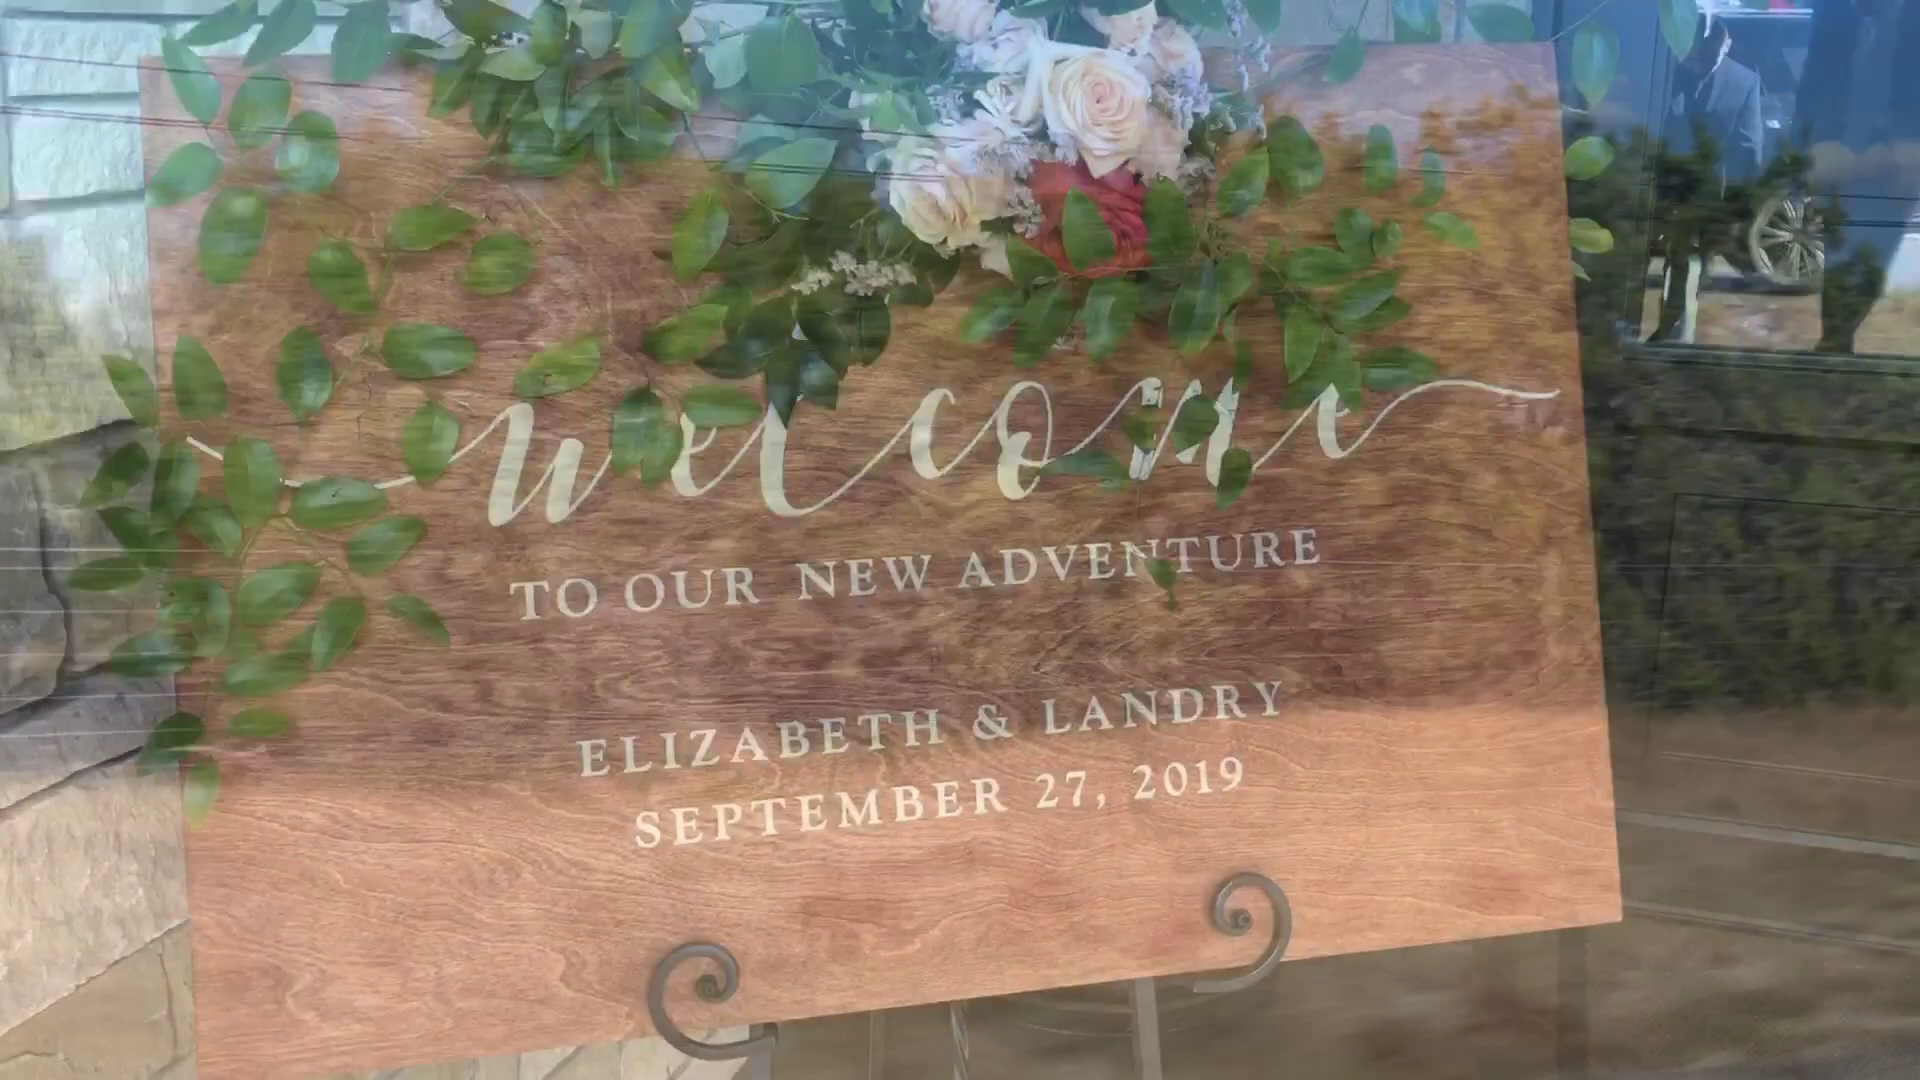 welcome
TO OUR NEW ADVENTURE
ELIZABETH & LANDRY
SEPTEMBER 27, 2019